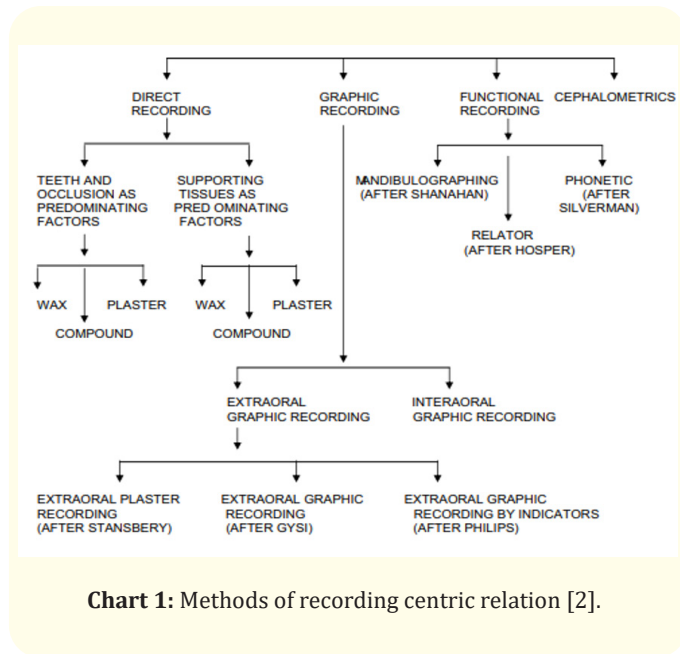 DIRECT
RECORDING
GRAPHIC
RECORDING
FUNCTIONAL
RECORDING
CEPHALOMETRICS
TEETH AND
OCCLUSION AS
PREDOMINATING
FACTORS
SUPPORTING
TISSUES AS
PRED OMINATING
FACTORS
MANDIBULOGRAPHING
(AFTER SHANAHAN)
PHONETIC
(AFTER
SILVERMAN)
RELATOR
(AFTER HOSPER)
WAX
PLASTER
COMPOUND
WAX
PLASTER
COMPOUND
EXTRAORAL
GRAPHIC RECORDING
INTERAORAL
GRAPHIC RECORDING
EXTRAORAL PLASTER
RECORDING
(AFTER STANSBERY)
EXTRAORAL GRAPHIC
RECORDING
(AFTER GYSI)
EXTRAORAL GRAPHIC
RECORDING BY INDICATORS
(AFTER PHILIPS)
Chart 1: Methods of recording centric relation [2].